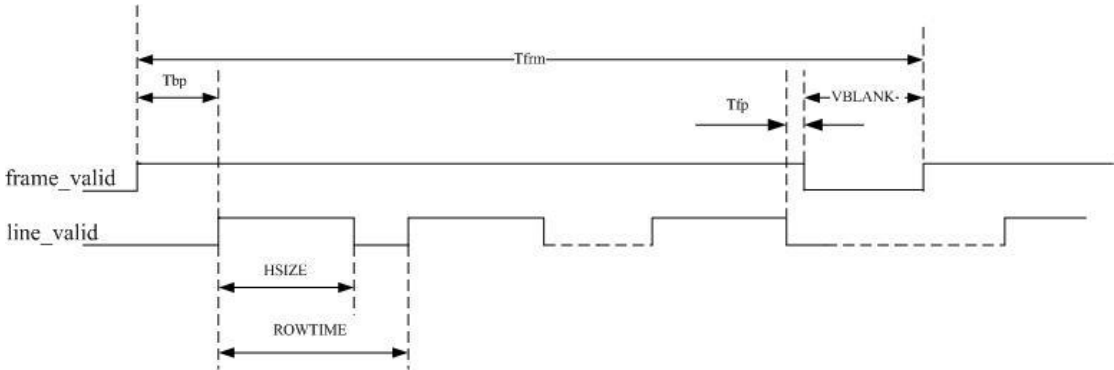 Tfrm
Tbp
Tfp
VBLANK
frame_valid
line_valid
HSIZE
ROWTIME